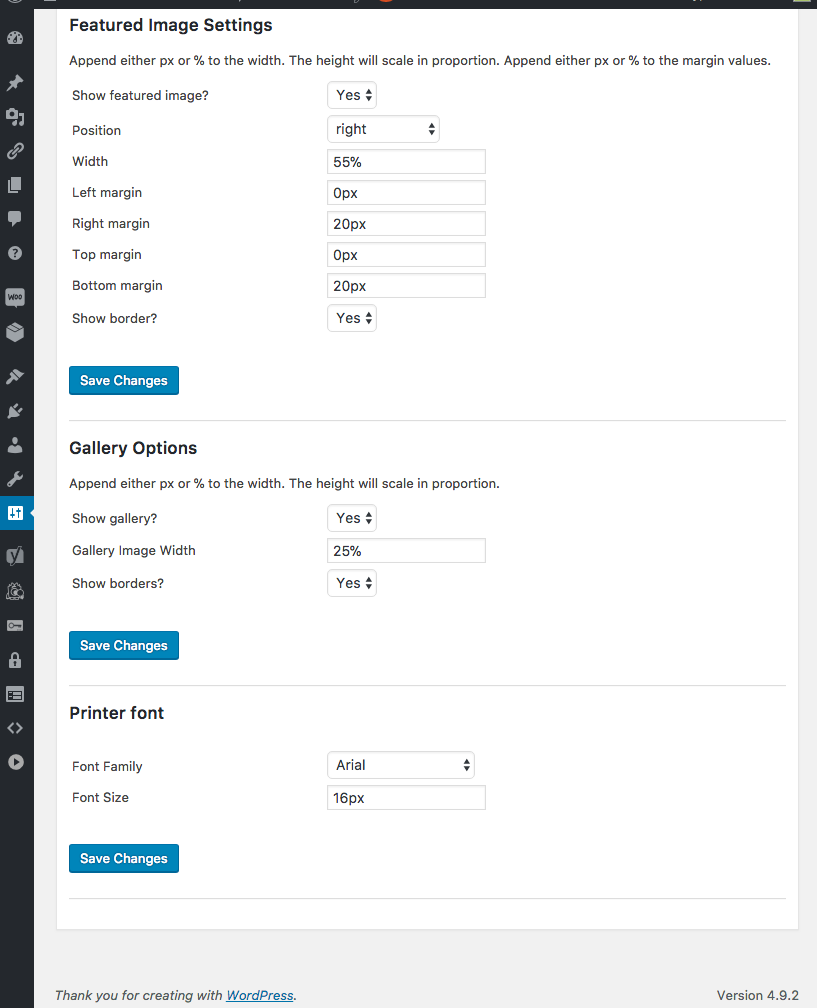 Featured Image Settings
Append either px or % to the width. The height will scale in proportion. Append either px or % to the margin values.
Show featured image? Yes
Position right
Width 55%
Left margin 0px
Right margin 20px
Top margin 0px
Bottom margin 20px
Show border? Yes
Save Changes
Gallery Options
Append either px or % to the width. The height will scale in proportion.
Show gallery? Yes
Gallery Image Width 25%
Show borders? Yes
Save Changes
Printer font
Font Family Arial
Font Size 16px
Save Changes
Thank you for creating with WordPress. Version 4.9.2
WOO